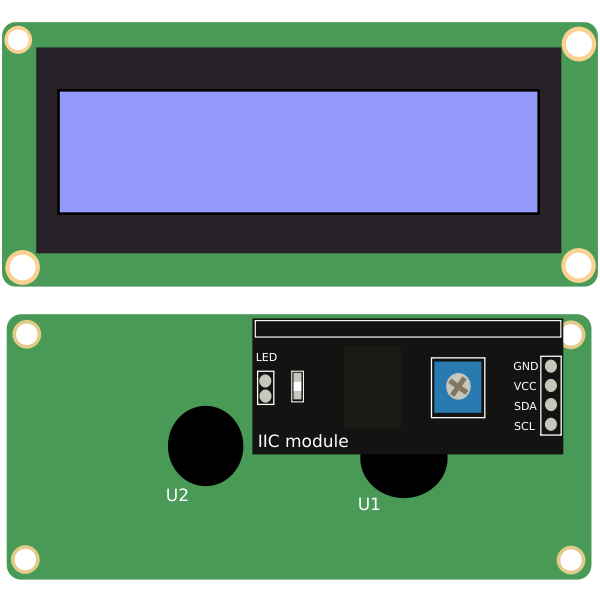 LED
GND
VCC
SDA
SCL
IIC module
U2
U1